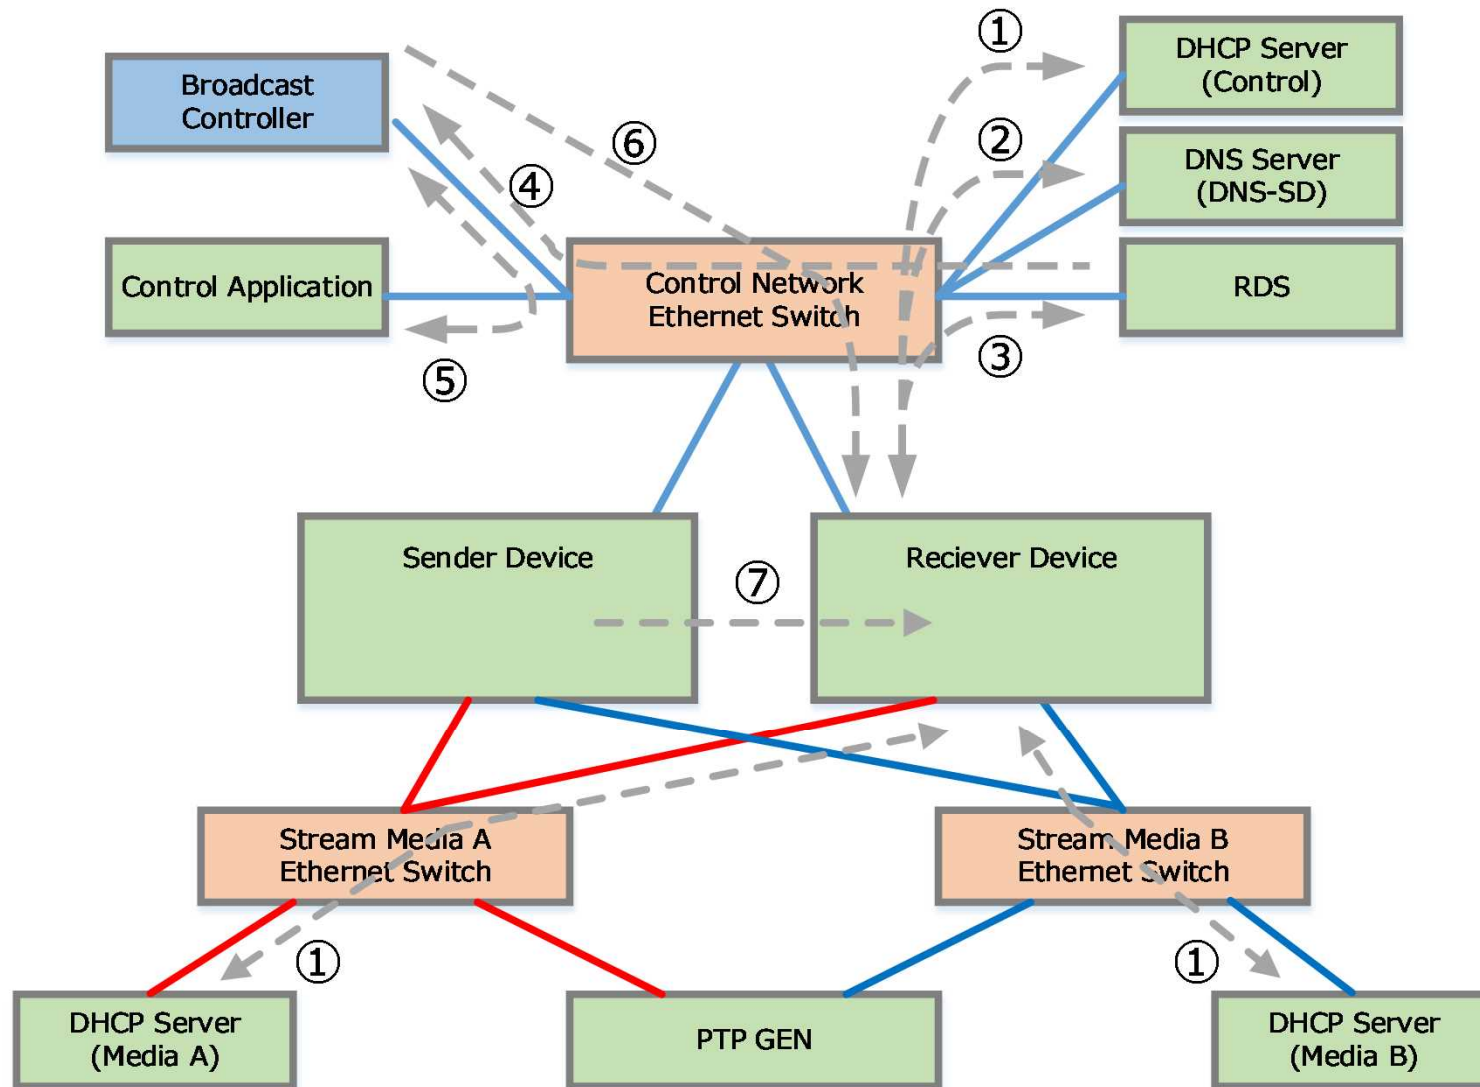 ①
DHCP Server
(Control)
Broadcast
Controller
⑥
②
DNS Server
(DNS-SD)
④
Control Application
Control Network
Ethernet Switch
RDS
③
⑤
Sender Device
Reciever Device
⑦
Stream Media A
Ethernet Switch
Stream Media B
Ethernet Switch
①
①
DHCP Server
(Media A)
PTP GEN
DHCP Server
(Media B)